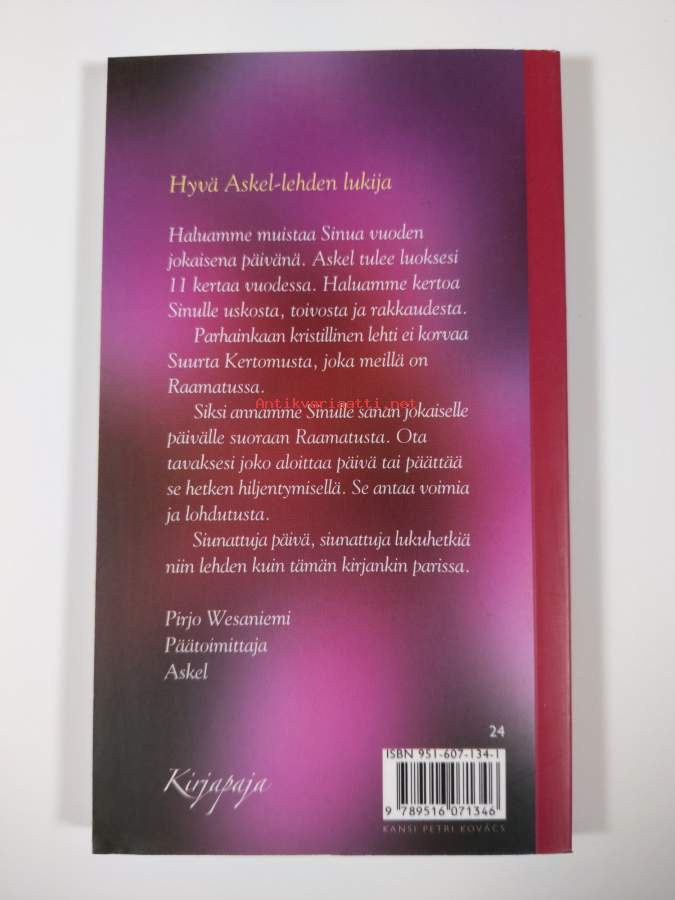 Hyvä Askel-lehden lukija
Haluamme muistaa Sinua vuoden
jokaisena päivänä. Askel tulee luoksesi
11 kertaa vuodessa. Haluamme kertoa
Sinulle uskosta, toivosta ja rakkaudesta.
Parhainkaan kristillinen lehti ei korvaa
Suurta Kertomusta, joka meillä on
Raamatussa.
Antikvariaatti.net
Siksi annamme Sinulle sanan jokaiselle
päivälle suoraan Raamatusta. Ota
tavaksesi joko aloittaa päivä tai päättää
se hetken hiljentymisellä. Se antaa voimia
ja lohdutusta.
Siunattuja päivä, siunattuja lukuhetkiä
niin lehden kuin tämän kirjankin parissa.
Pirjo Wesaniemi
Päätoimittaja
Askel
24
ISBN 951-607-134-1
9 789516 071346
KANSI PETRI KOVÁCS
Kirjapaja